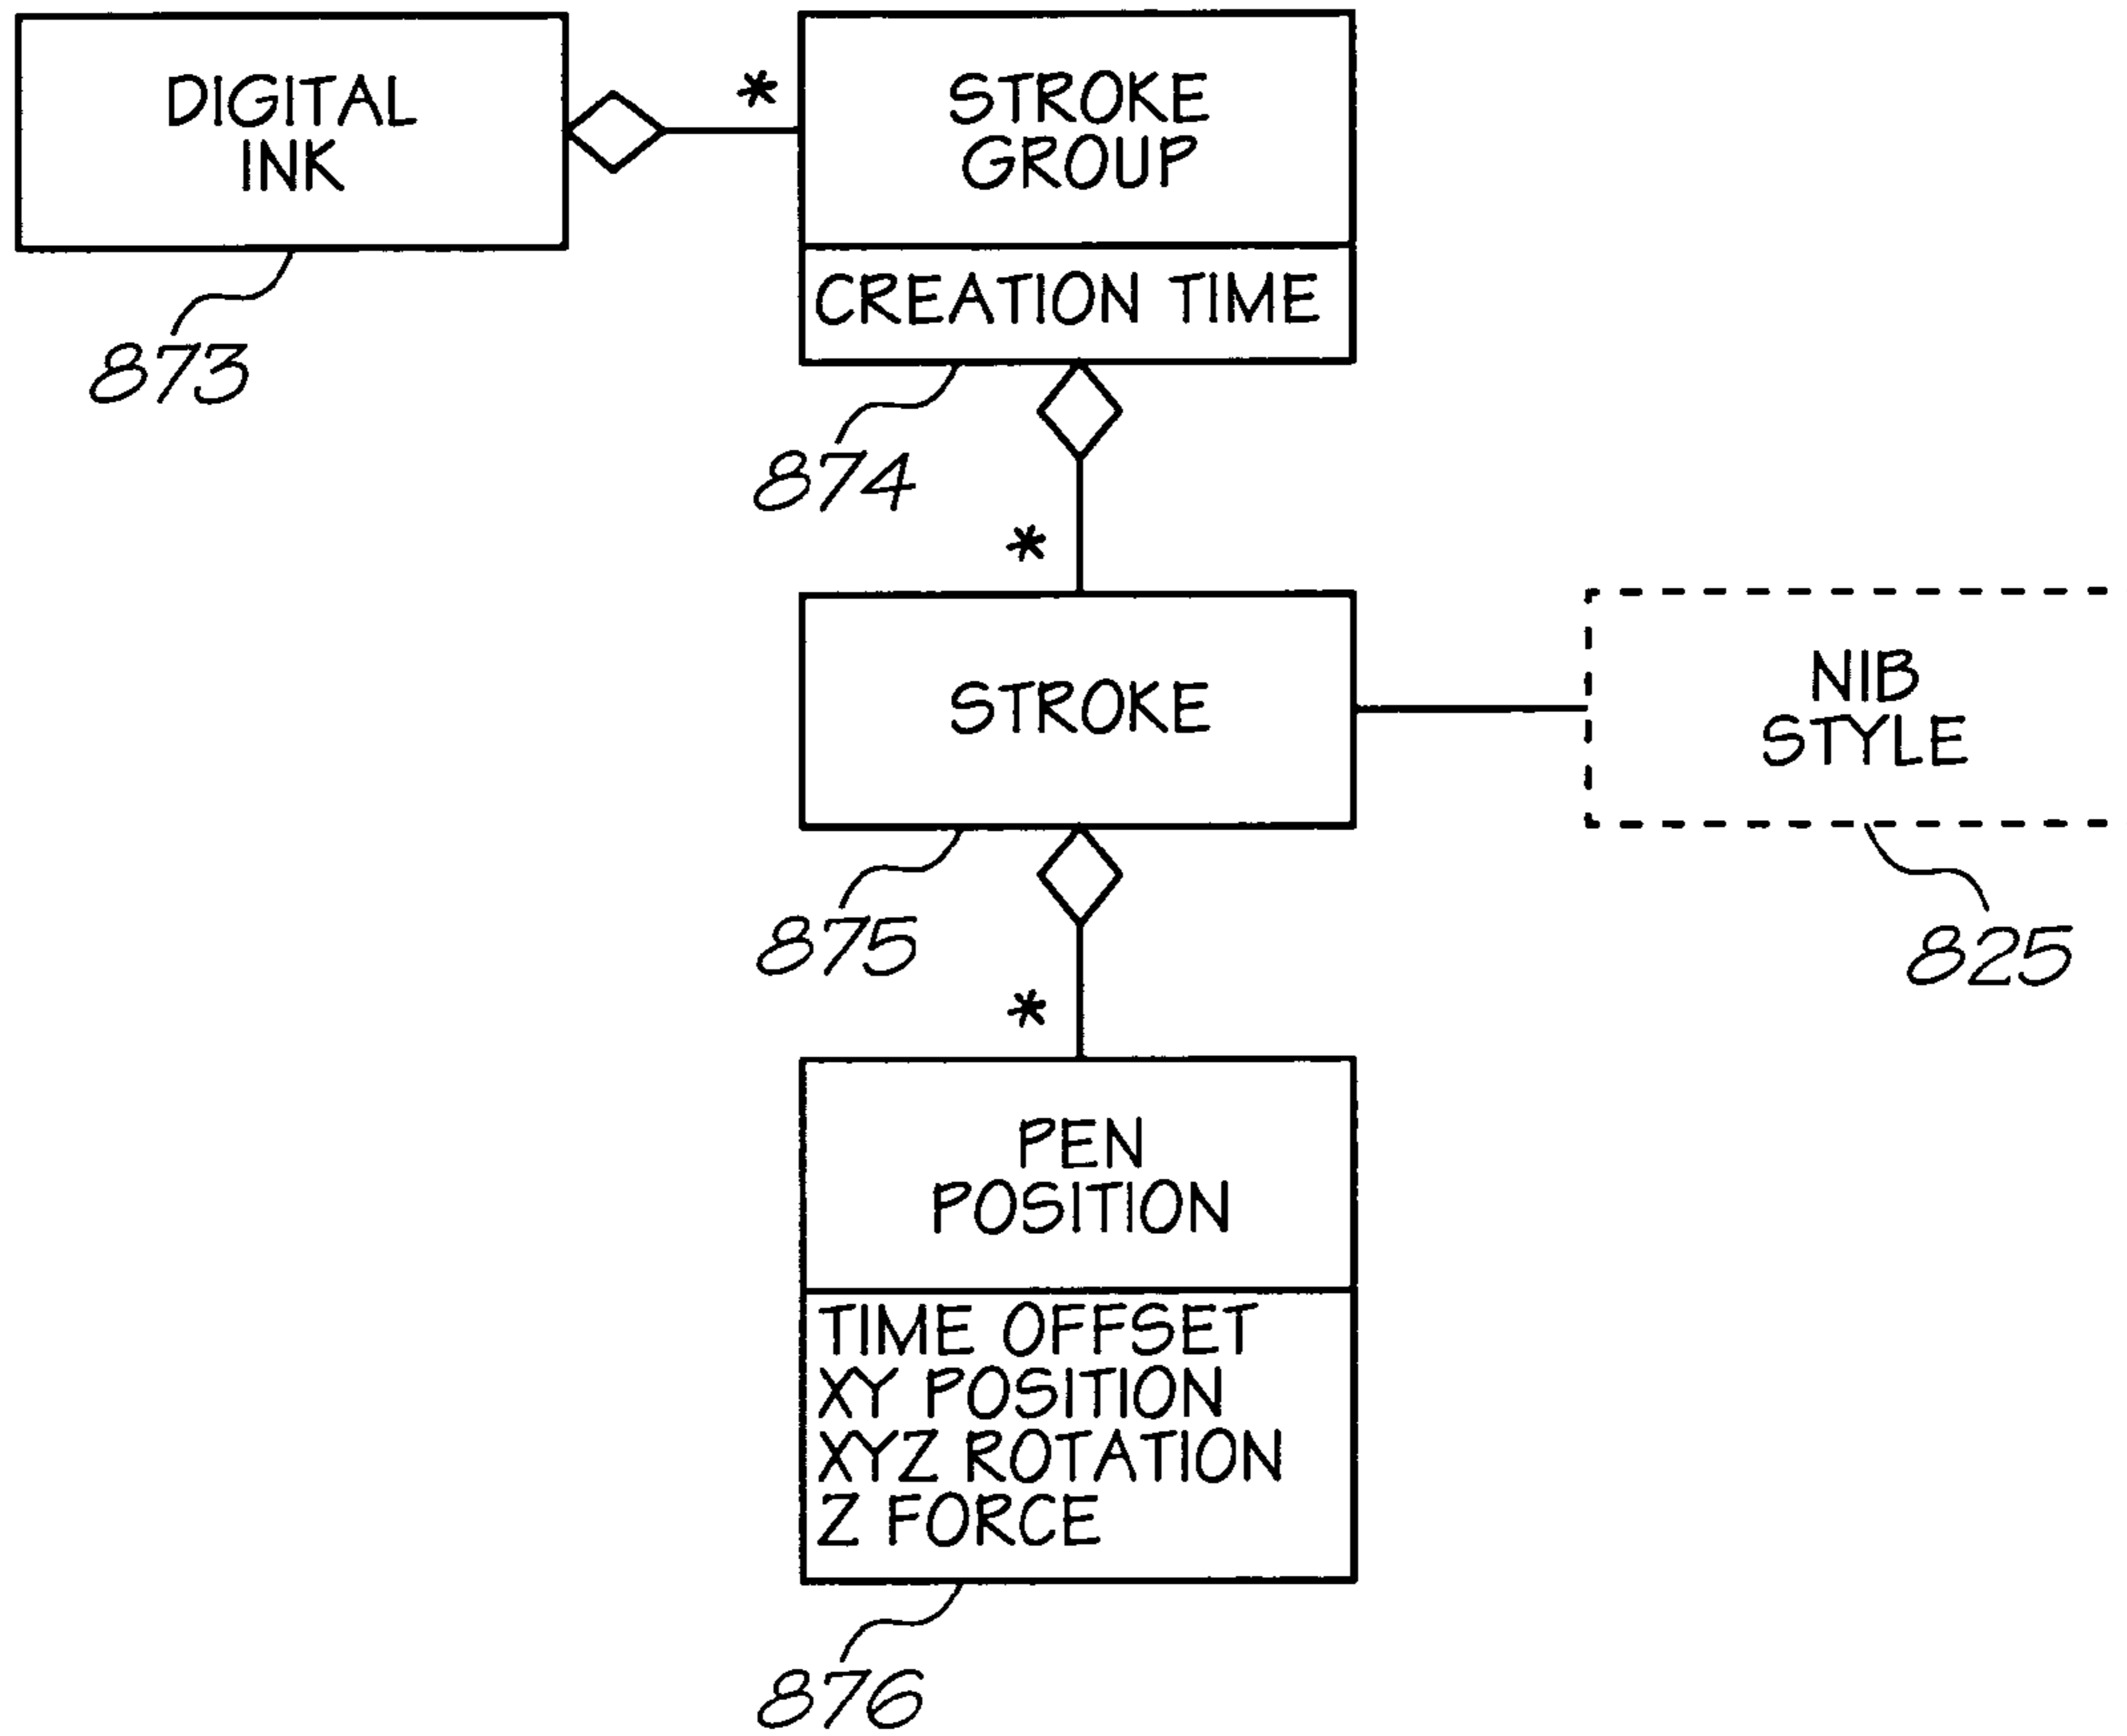 DIGITAL
INK
*
STROKE
GROUP
CREATION TIME
873
874
*
STROKE
NIB
STYLE
875
825
*
PEN
POSITION
TIME OFFSET
XY POSITION
XYZ ROTATION
Z FORCE
876